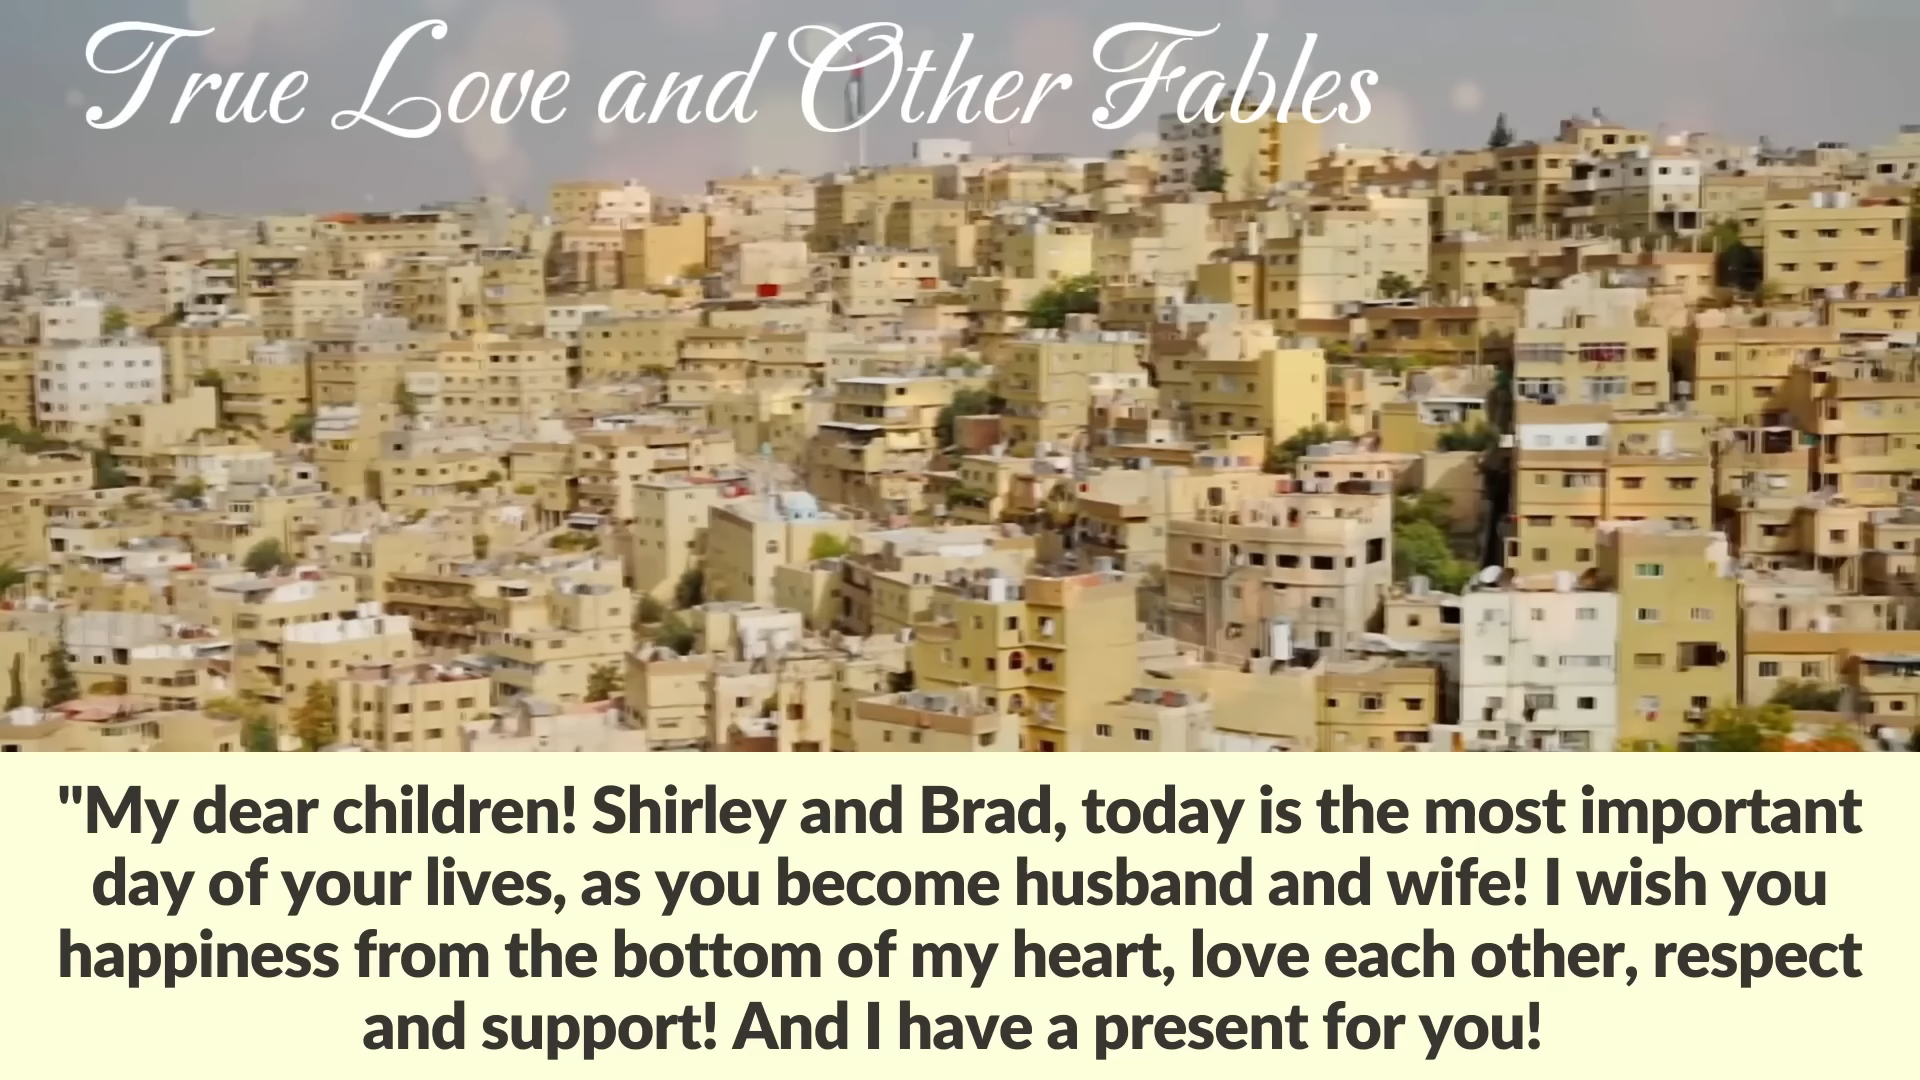 True Love and Other Fables
"My dear children! Shirley and Brad, today is the most important
day of your lives, as you become husband and wife! I wish you
happiness from the bottom of my heart, love each other, respect
and support! And I have a present for you!